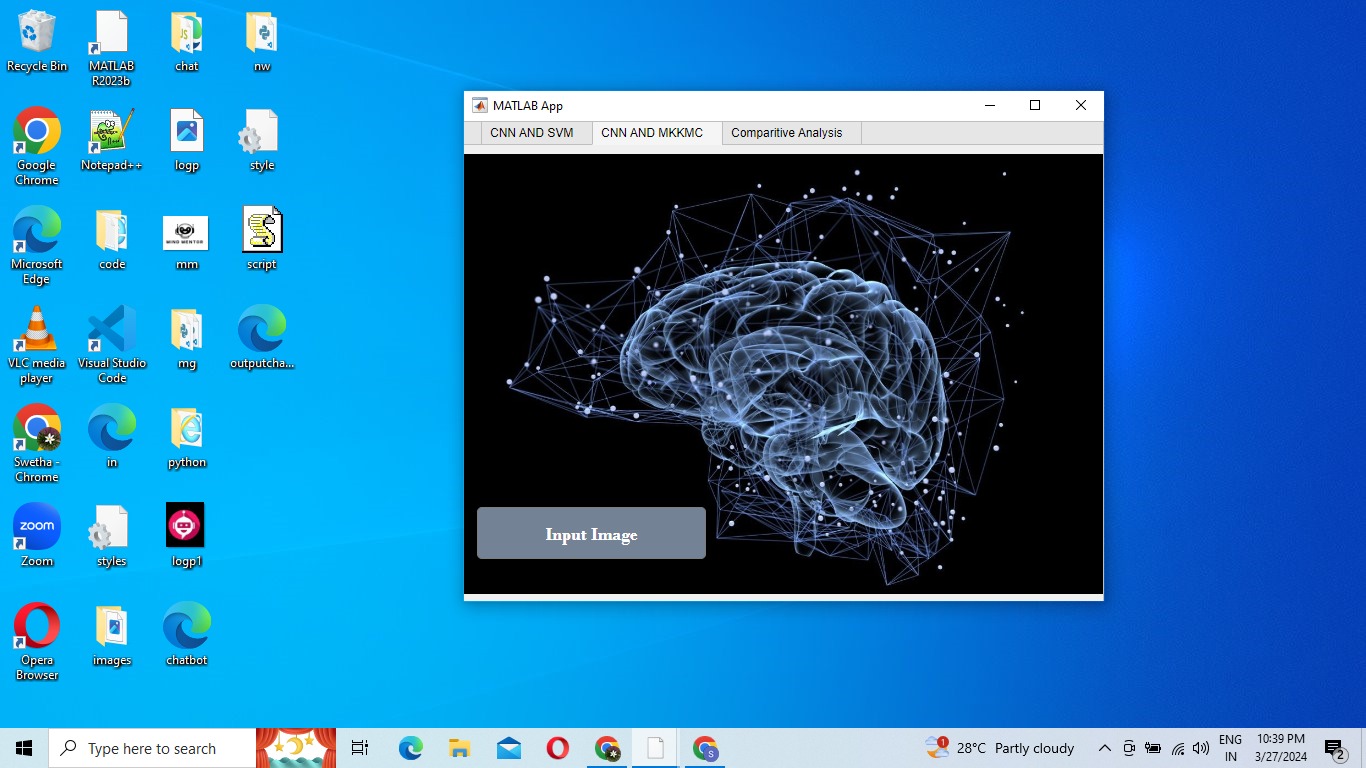 Recycle Bin
MATLAB
R2023b
chat
nw
Google
Chrome
Notepad++
logp
style
Microsoft
Edge
code
MIND MENTOR
mm
script
VLC media
player
Visual Studio
Code
mg
outputcha...
Swetha -
Chrome
in
python
zoom
Zoom
styles
logp1
Opera
Browser
images
chatbot
MATLAB App
CNN AND SVM
CNN AND MKKMC
Comparitive Analysis
Input Image
Type here to search
S
1
28°C Partly cloudy
ENG
IN
10:39 PM
3/27/2024
2